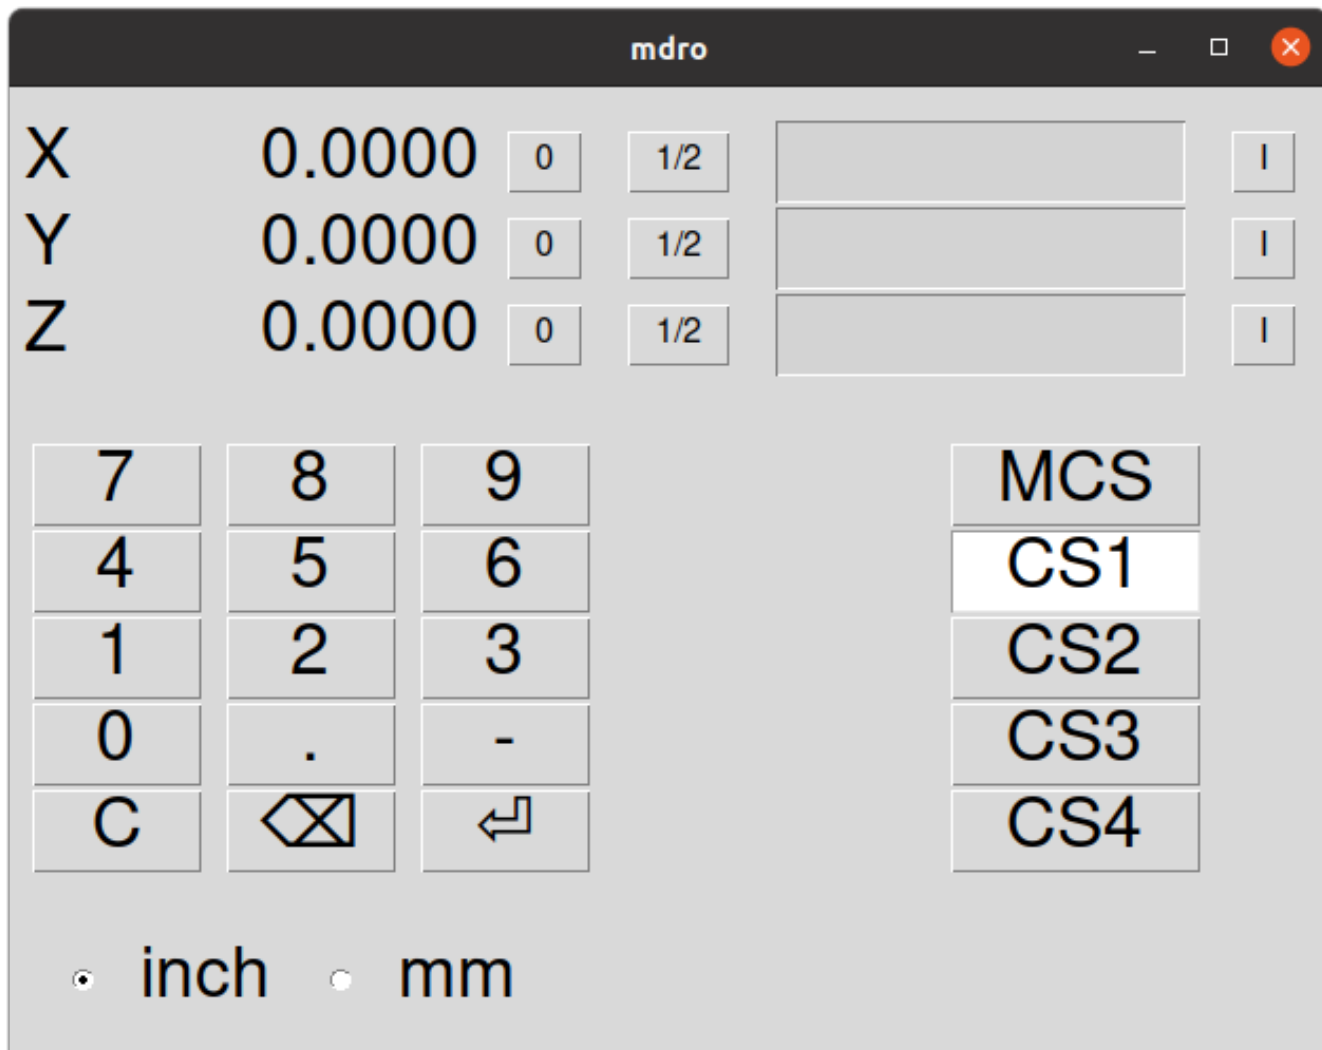 mdro
X 0.0000 0 1/2 I
Y 0.0000 0 1/2 I
Z 0.0000 0 1/2 I
7 8 9 MCS
4 5 6 CS1
1 2 3 CS2
0 . - CS3
C ⌫ ⏎ CS4
inch mm